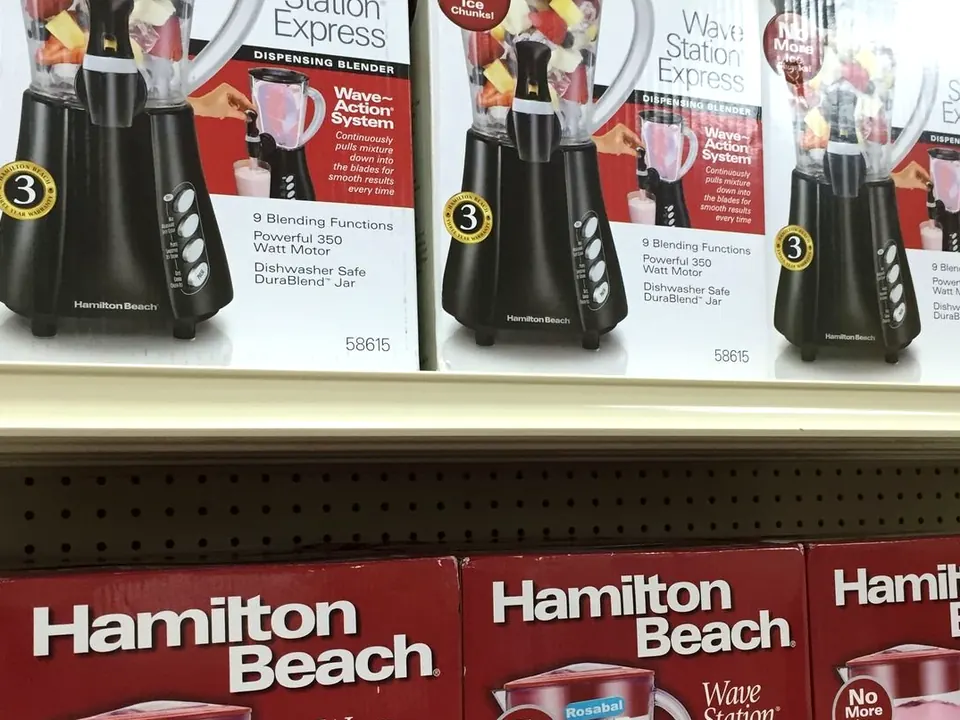 Station
Express
DISPENSING BLENDER
Wave~
Action®
System
Continuously
pulls mixture
down into
the blades for
smooth results
every time
3
9 Blending Functions
Powerful 350
Watt Motor
Dishwasher Safe
DuraBlend™ Jar
Hamilton Beach
58615
Ice
Chunks!
Wave
Station
Express
DISPENSING BLENDER
Wave~
Action
System
Continuously
pulls mixture
down into
the blades for
smooth results
every time
3
9 Blending Functions
Powerful 350
Watt Motor
Dishwasher Safe
DuraBlend™ Jar
Hamilton Beach
58615
No
More
Ice
Chunks!
3
Hamilton Beach
Hamilton
Beach®
Hamilton
Beach®
Wave
Station
Rosabal
No
More